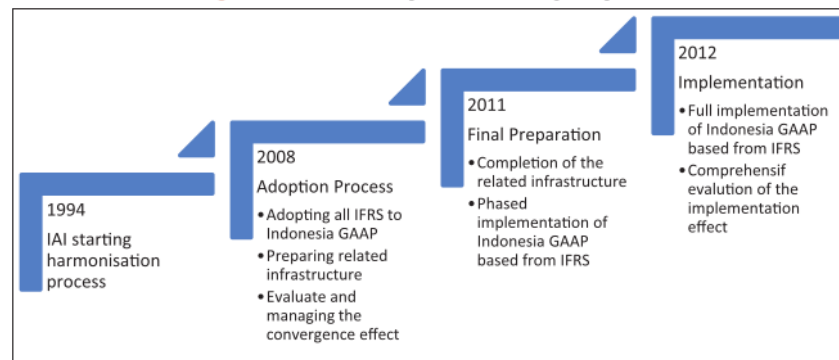 1994
IAI starting
harmonisation
process
2008
Adoption Process
•Adopting all IFRS to
Indonesia GAAP
•Preparing related
infrastructure
•Evaluate and
managing the
convergence effect
2011
Final Preparation
•Completion of the
related infrastructure
•Phased
implementation of
Indonesia GAAP
based from IFRS
2012
Implementation
•Full implementation
of Indonesia GAAP
based from IFRS
•Comprehensif
evalution of the
implementation
effect